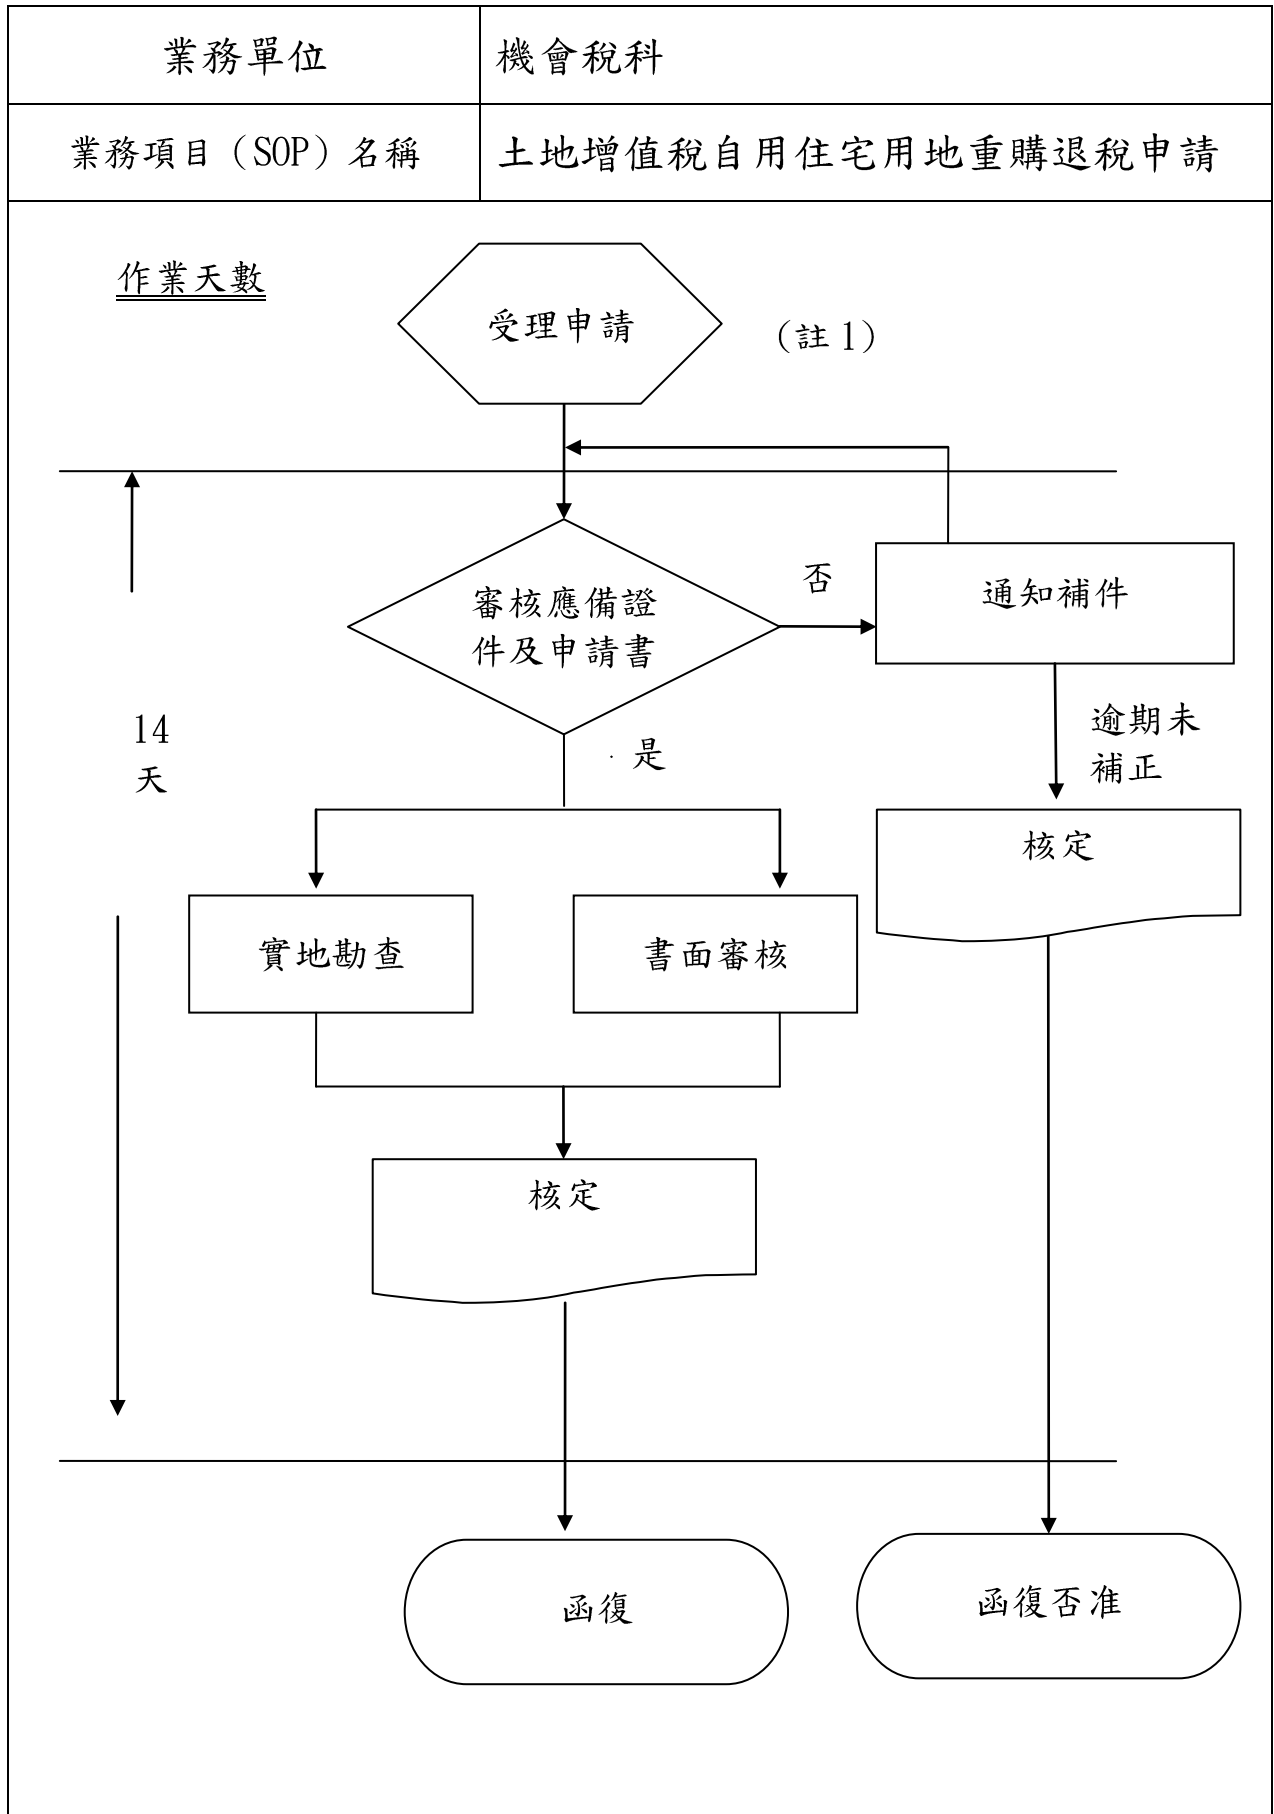 業務單位
機會稅科
業務項目（SOP）名稱
土地增值稅自用住宅用地重購退稅申請
作業天數
受理申請
（註1）
審核應備證
件及申請書
否
通知補件
逾期未
補正
14
天
是
核定
實地勘查
書面審核
核定
函復
函復否准